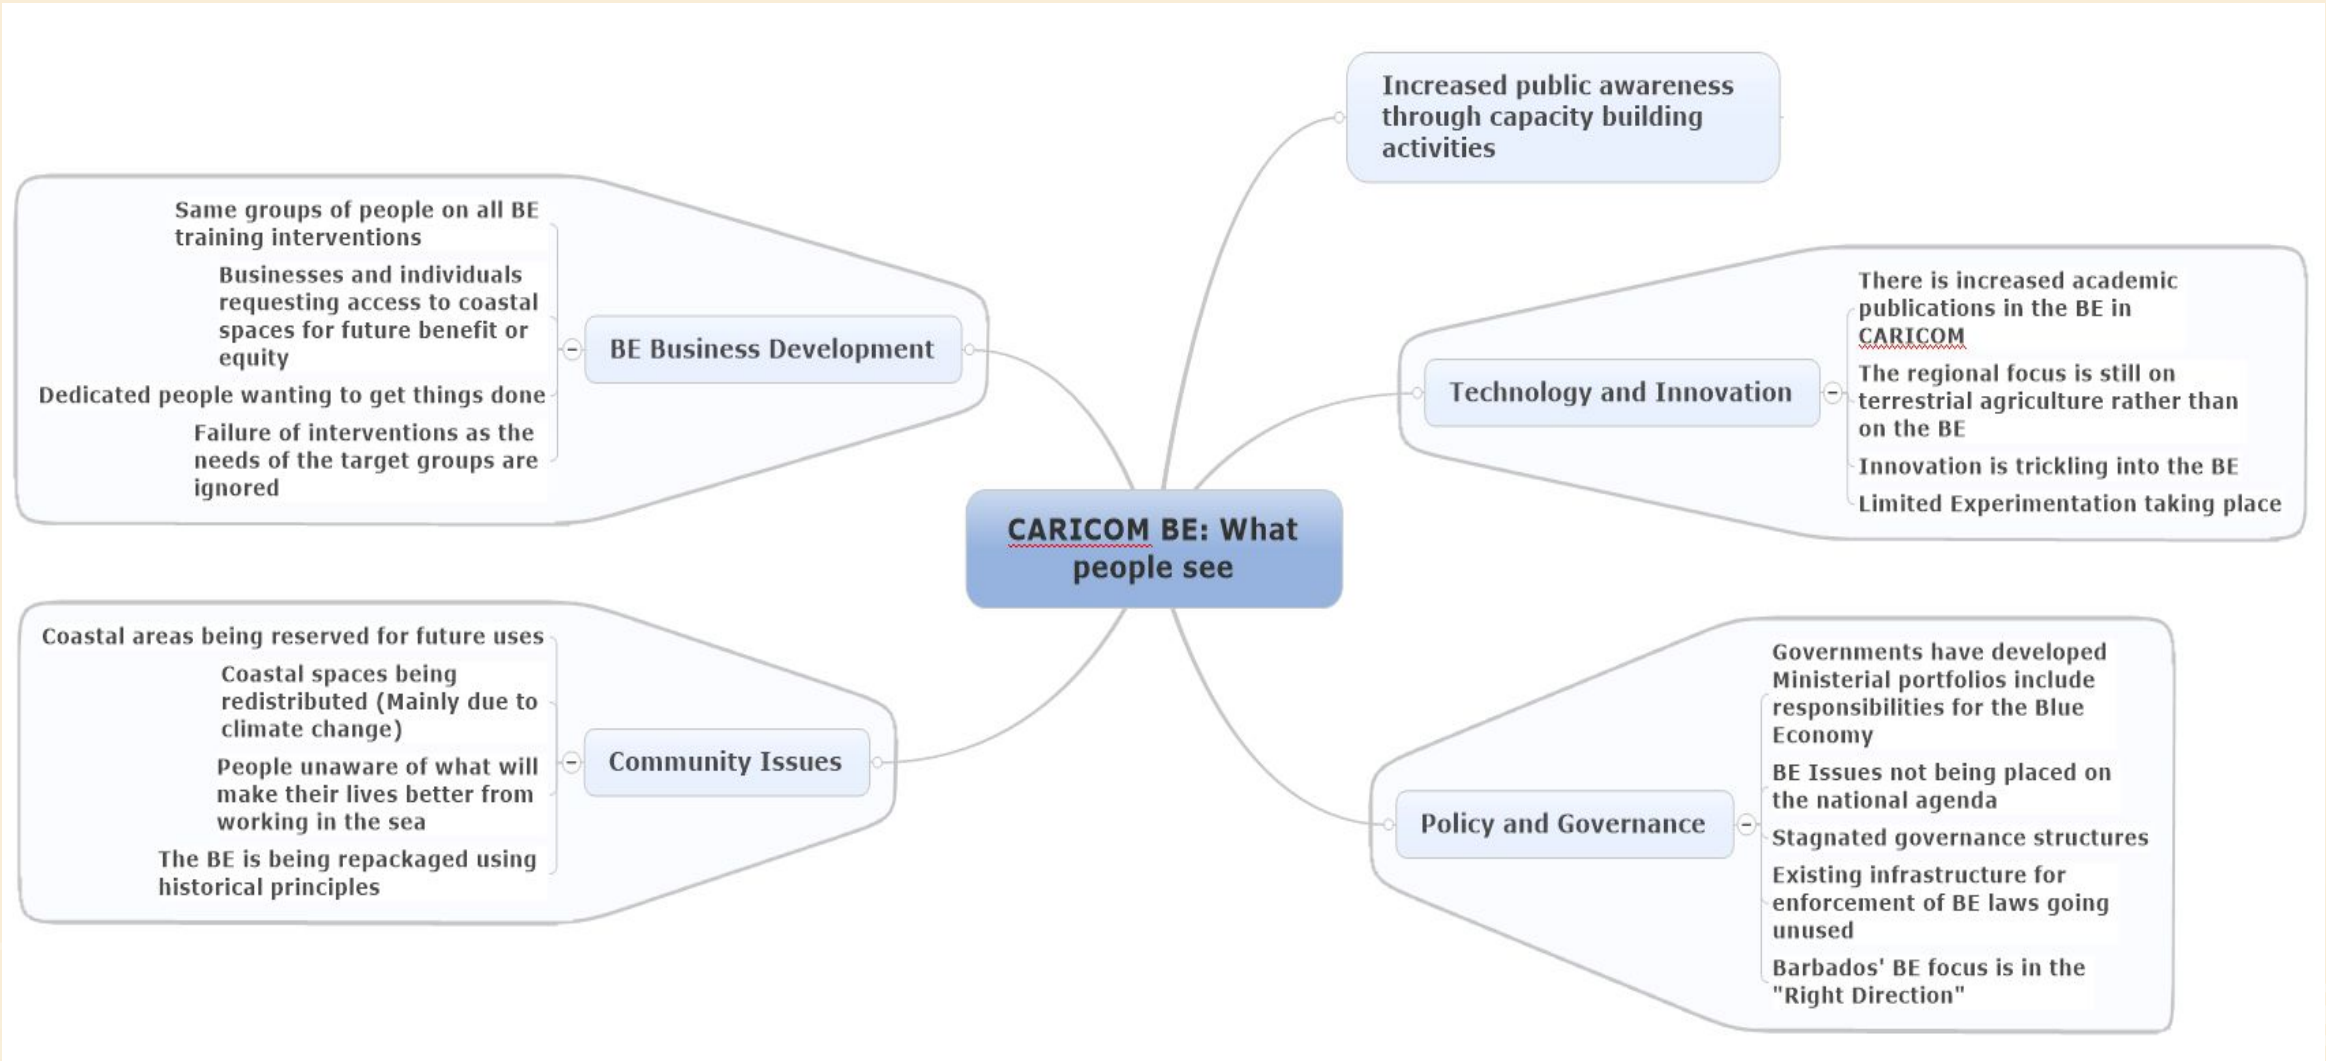 Increased public awareness
through capacity building
activities
Same groups of people on all BE
training interventions
Businesses and individuals
requesting access to coastal
spaces for future benefit or
equity
Dedicated people wanting to get things done
Failure of interventions as the
needs of the target groups are
ignored
BE Business Development
There is increased academic
publications in the BE in
CARICOM
The regional focus is still on
terrestrial agriculture rather than
on the BE
Innovation is trickling into the BE
Limited Experimentation taking place
Technology and Innovation
CARICOM BE: What
people see
Coastal areas being reserved for future uses
Coastal spaces being
redistributed (Mainly due to
climate change)
People unaware of what will
make their lives better from
working in the sea
The BE is being repackaged using
historical principles
Community Issues
Governments have developed
Ministerial portfolios include
responsibilities for the Blue
Economy
BE Issues not being placed on
the national agenda
Stagnated governance structures
Existing infrastructure for
enforcement of BE laws going
unused
Barbados' BE focus is in the
"Right Direction"
Policy and Governance